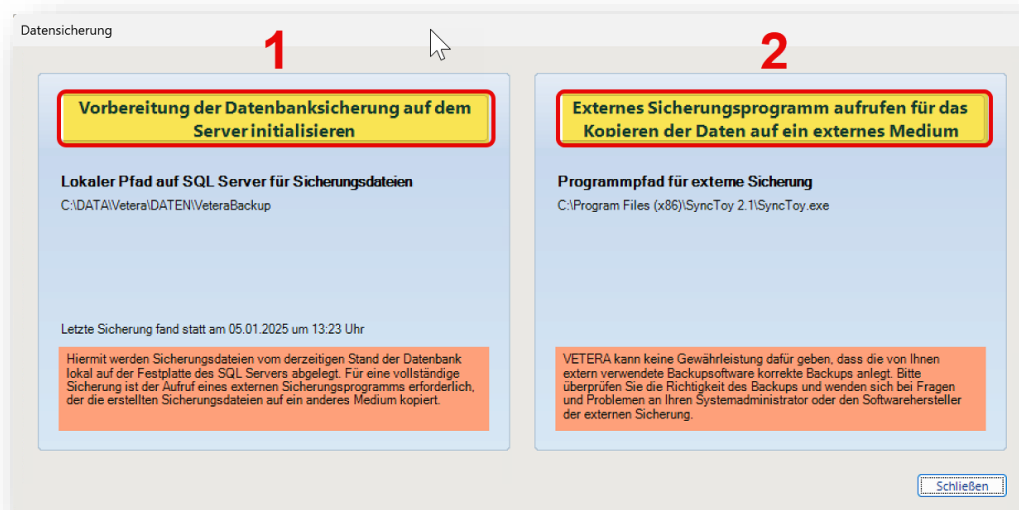 Datensicherung
1
2
Vorbereitung der Datenbanksicherung auf dem
Server initialisieren
Lokaler Pfad auf SQL Server für Sicherungsdateien
C:\DATA\Vetera\DATEN\VeteraBackup
Letzte Sicherung fand statt am 05.01.2025 um 13:23 Uhr
Hiermit werden Sicherungsdateien vom derzeitigen Stand der Datenbank
lokal auf der Festplatte des SQL Servers abgelegt. Für eine vollständige
Sicherung ist der Aufruf eines externen Sicherungsprogramms erforderlich,
der die erstellten Sicherungsdateien auf ein anderes Medium kopiert.
Externes Sicherungsprogramm aufrufen für das
Kopieren der Daten auf ein externes Medium
Programmpfad für externe Sicherung
C:\Program Files (x86)\SyncToy 2.1\SyncToy.exe
VETERA kann keine Gewährleistung dafür geben, dass die von Ihnen
extern verwendete Backupsoftware korrekte Backups anlegt. Bitte
überprüfen Sie die Richtigkeit des Backups und wenden sich bei Fragen
und Problemen an Ihren Systemadministrator oder den Softwarehersteller
der externen Sicherung.
Schließen